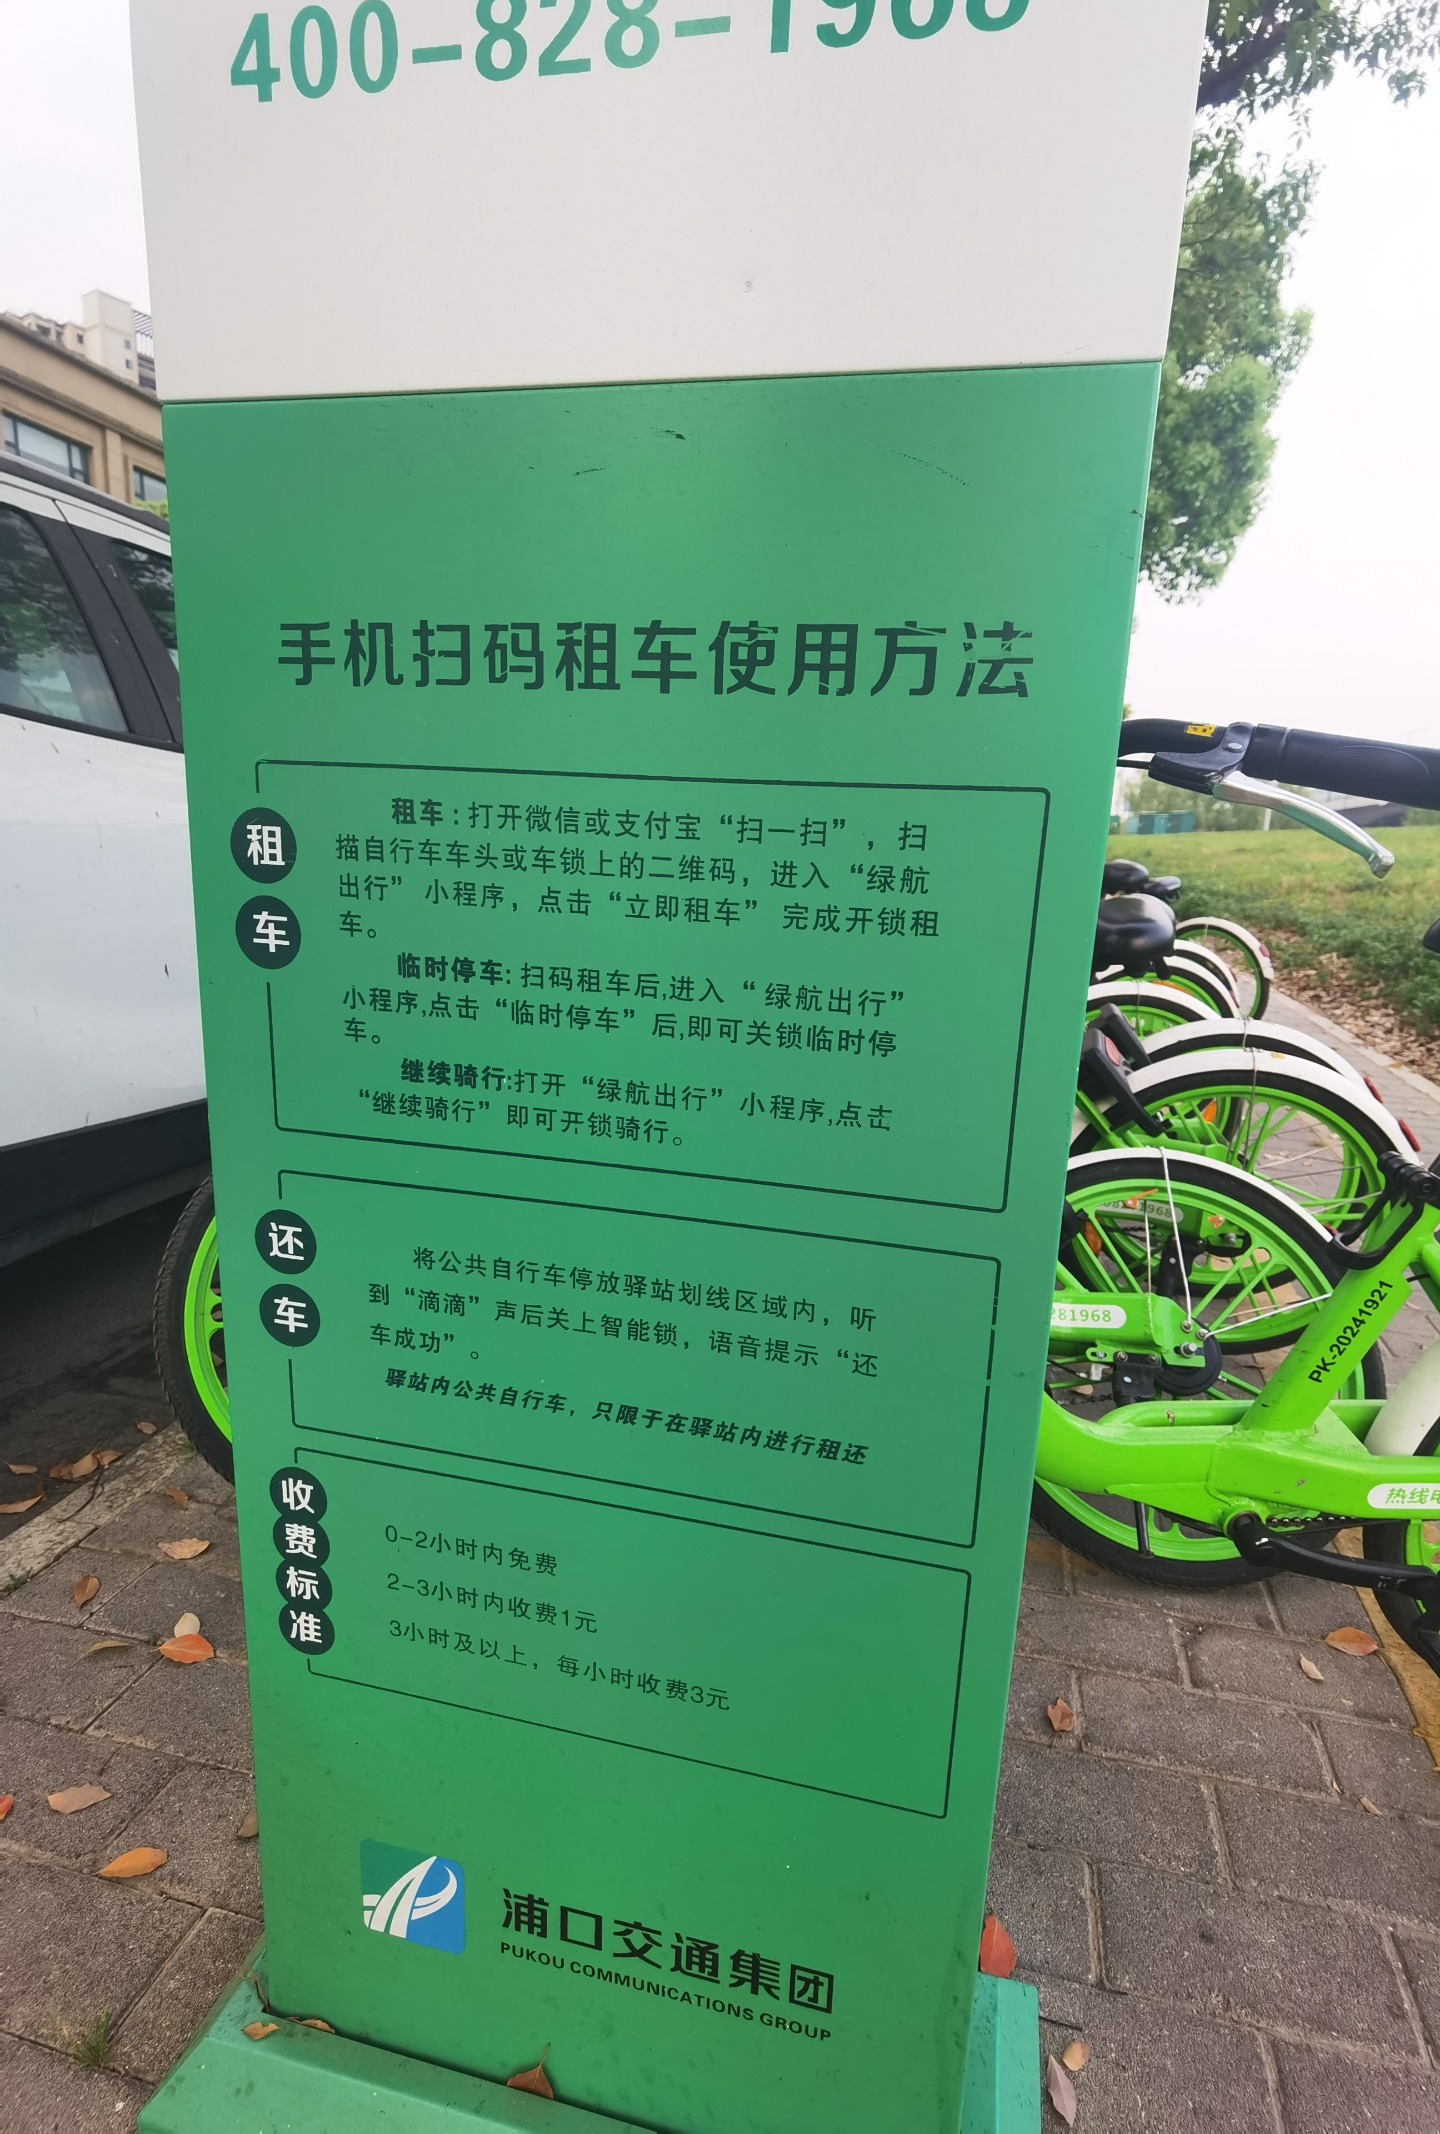 400-828-1968
手机扫码租车使用方法
租车
租车：打开微信或支付宝“扫一扫”，扫
描自行车车头或车锁上的二维码，进入“绿航
出行”小程序，点击“立即租车”完成开锁租
车。
临时停车:扫码租车后,进入“绿航出行”
小程序,点击“临时停车”后,即可关锁临时停
车。
继续骑行:打开“绿航出行”小程序,点击
“继续骑行”即可开锁骑行。
还车
将公共自行车停放驿站划线区域内，听
到“滴滴”声后关上智能锁，语音提示“还
车成功”。
驿站内公共自行车，只限于在驿站内进行租还
收费标准
0-2小时内免费
2-3小时内收费1元
3小时及以上，每小时收费3元
浦口交通集团
PUKOU COMMUNICATIONS GROUP
281968
PK-20241921
热线